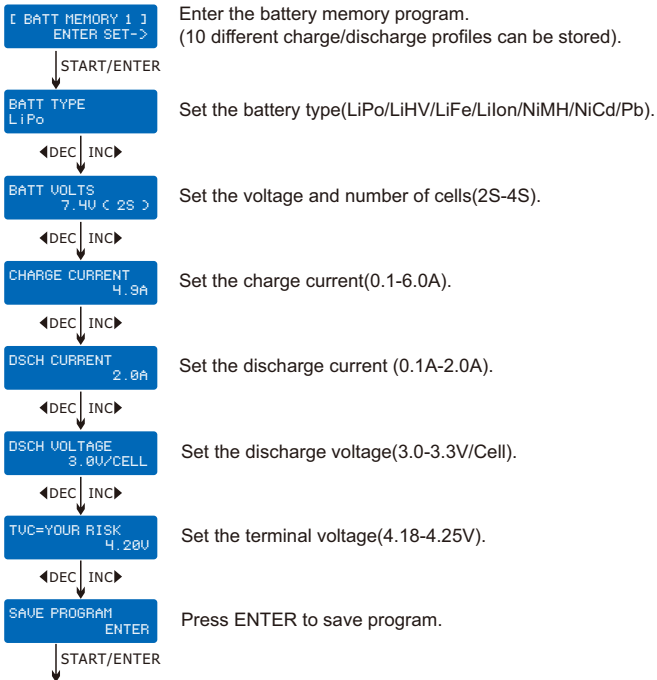 [ BATT MEMORY 1 ]
ENTER SET->
Enter the battery memory program.
(10 different charge/discharge profiles can be stored).
START/ENTER
BATT TYPE
LiPo
Set the battery type(LiPo/LiHV/LiFe/LiIon/NiMH/NiCd/Pb).
◀DEC INC▶
BATT VOLTS
7.4V ( 2S )
Set the voltage and number of cells(2S-4S).
◀DEC INC▶
CHARGE CURRENT
4.9A
Set the charge current(0.1-6.0A).
◀DEC INC▶
DSCH CURRENT
2.0A
Set the discharge current (0.1A-2.0A).
◀DEC INC▶
DSCH VOLTAGE
3.0V/CELL
Set the discharge voltage(3.0-3.3V/Cell).
◀DEC INC▶
TVC=YOUR RISK
4.20V
Set the terminal voltage(4.18-4.25V).
◀DEC INC▶
SAVE PROGRAM
ENTER
Press ENTER to save program.
START/ENTER